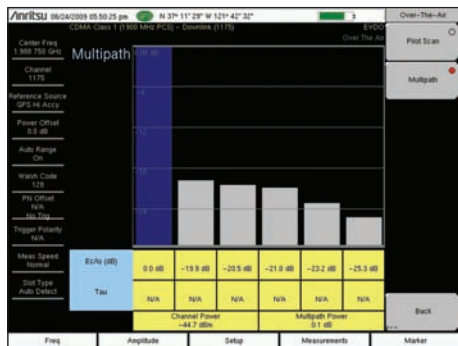 Anritsu 06/24/2009 05:50:25 pm N 37° 11' 29" W 121° 42' 32"
Over-The-Air
CDMA Class 1 (1900 MHz PCS) - Downlink (1175)
EVDO
Over The Air
Multipath
Center Freq
1.988 750 GHz
Channel
1175
Reference Source
GPS Hi Accy
Power Offset
0.0 dB
Auto Range
On
Walsh Code
128
PN Offset
N/A
No Trig
Trigger Polarity
N/A
Meas Speed
Normal
Slot Type
Auto Detect
Pilot Scan
Multipath
Back
Ec/Io (dB)
0.0 dB -19.9 dB -20.5 dB -21.0 dB -23.2 dB -25.3 dB
Tau
N/A N/A N/A N/A N/A N/A
Channel Power
-44.7 dBm
Multipath Power
0.1 dB
Freq Amplitude Setup Measurements Marker